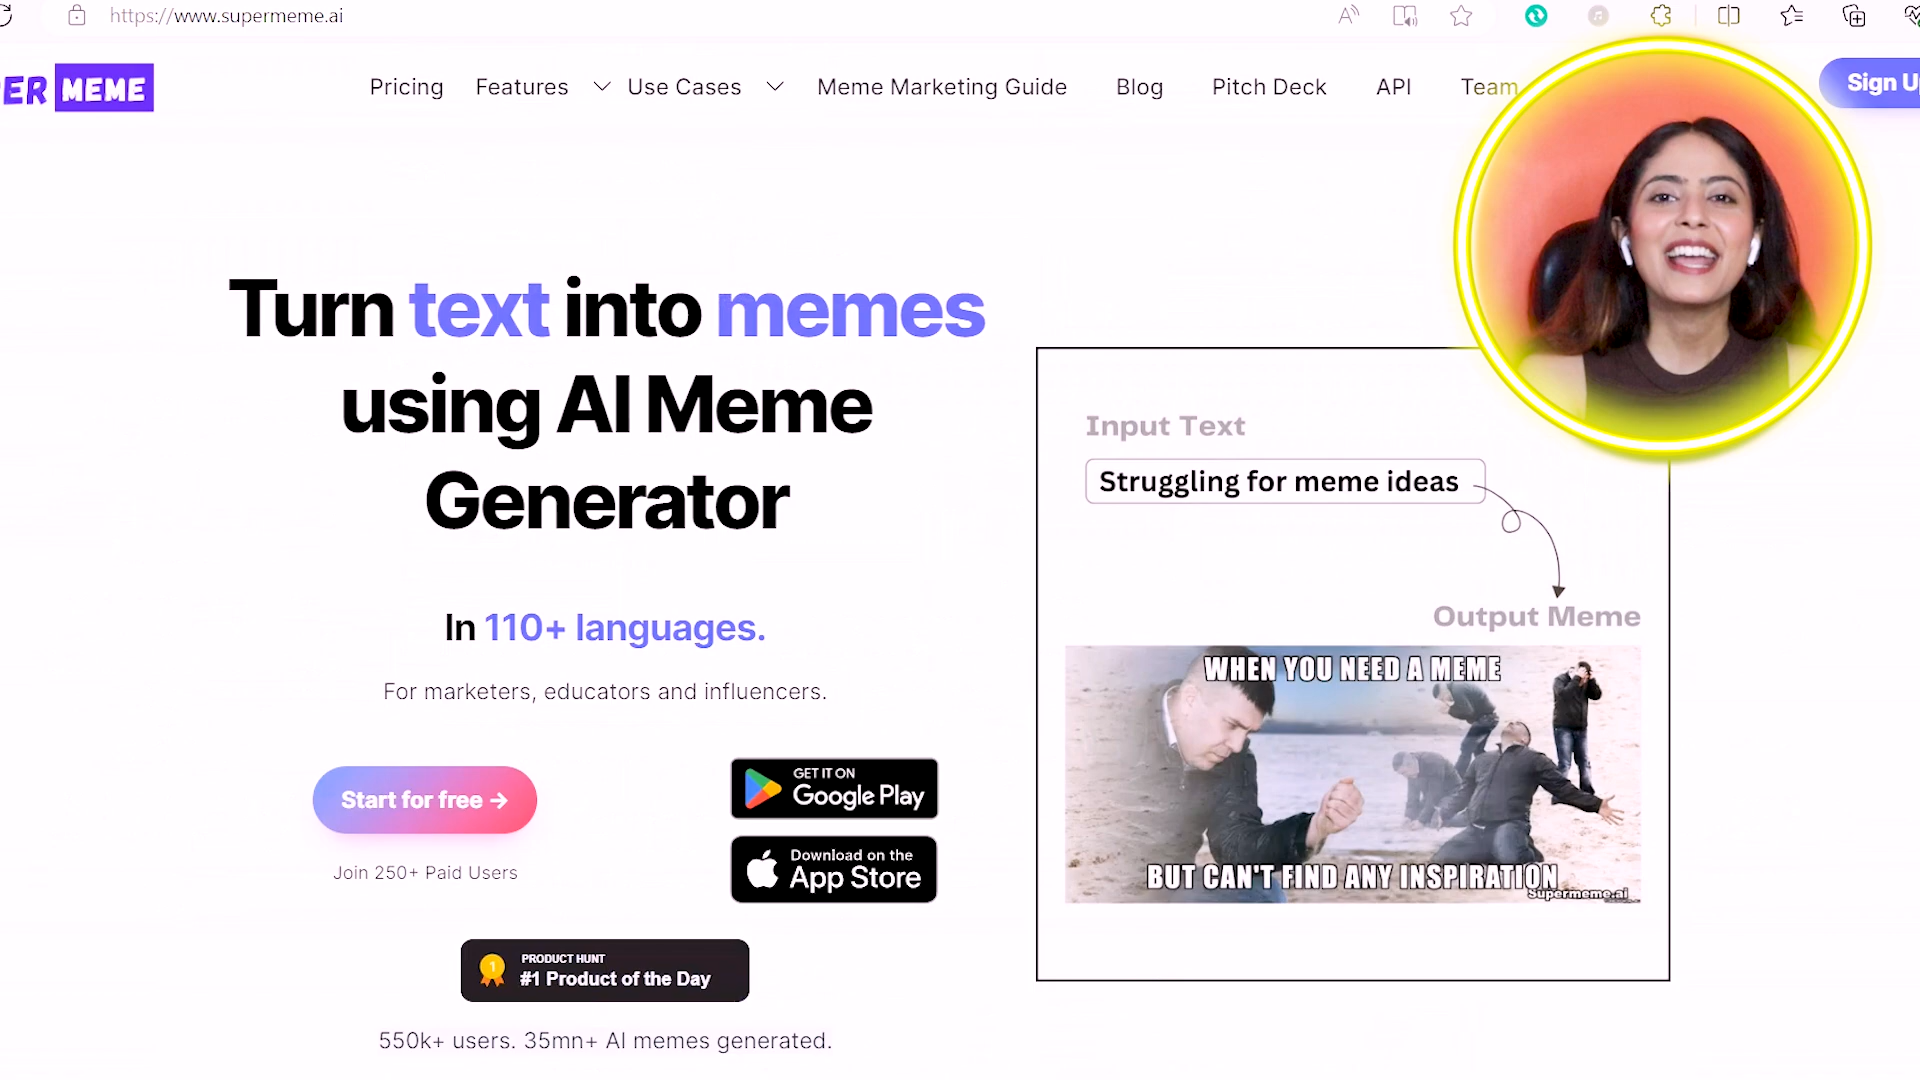 https://www.supermeme.ai
ER MEME
Pricing
Features
Use Cases
Meme Marketing Guide
Blog
Pitch Deck
API
Team
Sign U
Turn text into memes
using AI Meme
Generator
In 110+ languages.
For marketers, educators and influencers.
Start for free →
Join 250+ Paid Users
GET IT ON
Google Play
Download on the
App Store
PRODUCT HUNT
#1 Product of the Day
550k+ users. 35mn+ AI memes generated.
Input Text
Struggling for meme ideas
Output Meme
WHEN YOU NEED A MEME
BUT CAN'T FIND ANY INSPIRATION
Supermeme.ai